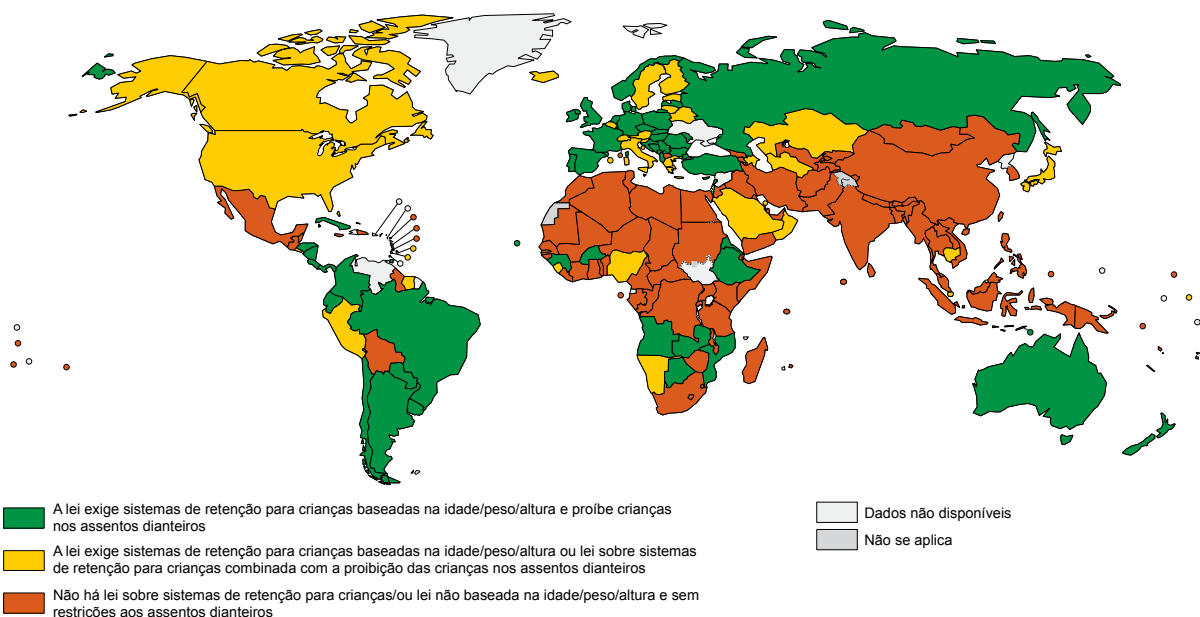 A lei exige sistemas de retenção para crianças baseadas na idade/peso/altura e proíbe crianças
nos assentos dianteiros
A lei exige sistemas de retenção para crianças baseadas na idade/peso/altura ou lei sobre sistemas
de retenção para crianças combinada com a proibição das crianças nos assentos dianteiros
Não há lei sobre sistemas de retenção para crianças/ou lei não baseada na idade/peso/altura e sem
restrições aos assentos dianteiros
Dados não disponíveis
Não se aplica